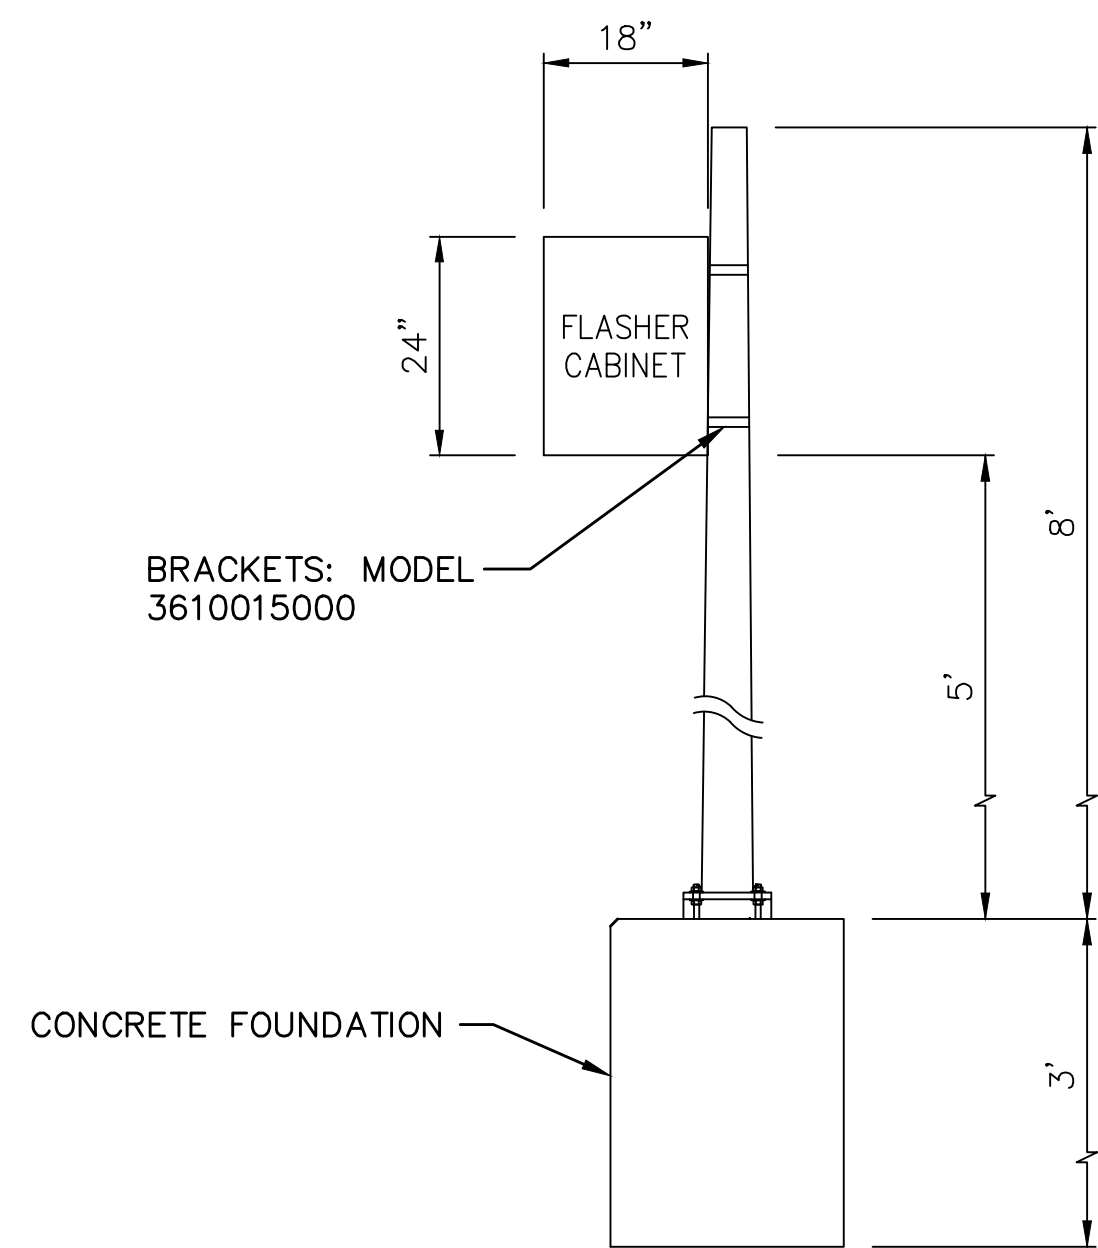 18”
24”
FLASHER
CABINET
8’
BRACKETS: MODEL
3610015000
5’
CONCRETE FOUNDATION
3’